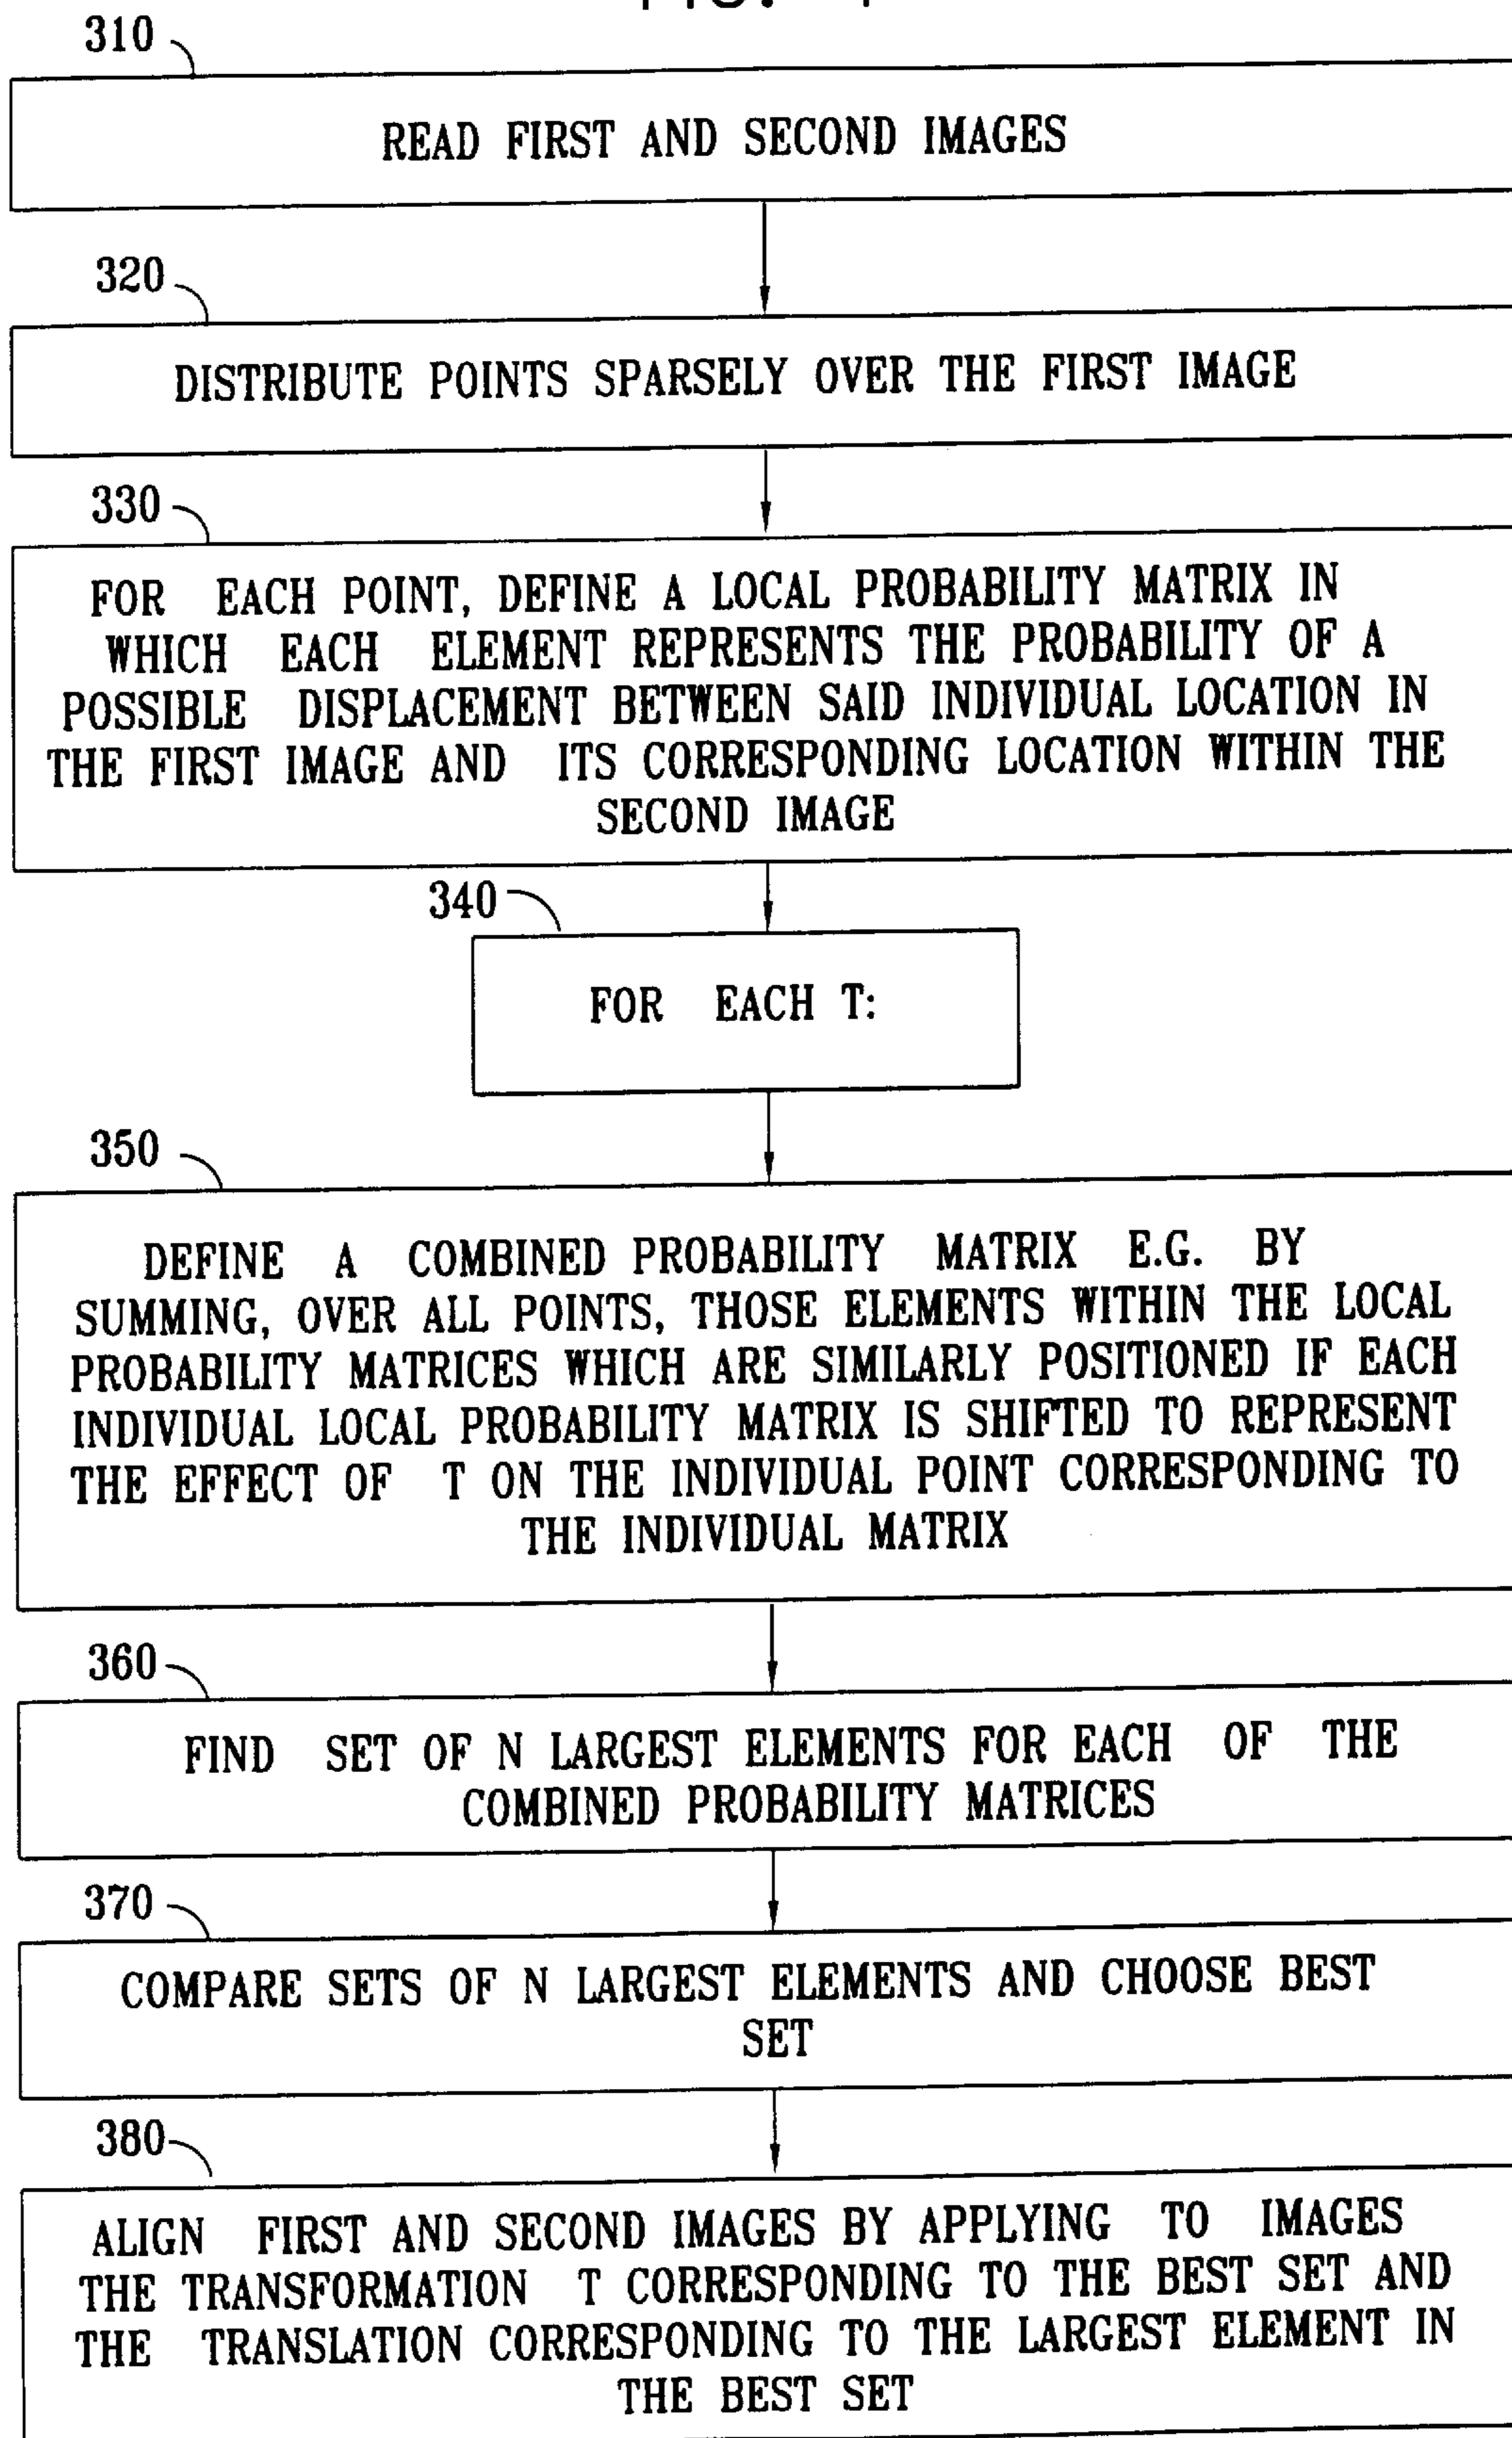 310
READ FIRST AND SECOND IMAGES
320
DISTRIBUTE POINTS SPARSELY OVER THE FIRST IMAGE
330
FOR EACH POINT, DEFINE A LOCAL PROBABILITY MATRIX IN
WHICH EACH ELEMENT REPRESENTS THE PROBABILITY OF A
POSSIBLE DISPLACEMENT BETWEEN SAID INDIVIDUAL LOCATION IN
THE FIRST IMAGE AND ITS CORRESPONDING LOCATION WITHIN THE
SECOND IMAGE
340
FOR EACH T:
350
DEFINE A COMBINED PROBABILITY MATRIX E.G. BY
SUMMING, OVER ALL POINTS, THOSE ELEMENTS WITHIN THE LOCAL
PROBABILITY MATRICES WHICH ARE SIMILARLY POSITIONED IF EACH
INDIVIDUAL LOCAL PROBABILITY MATRIX IS SHIFTED TO REPRESENT
THE EFFECT OF T ON THE INDIVIDUAL POINT CORRESPONDING TO
THE INDIVIDUAL MATRIX
360
FIND SET OF N LARGEST ELEMENTS FOR EACH OF THE
COMBINED PROBABILITY MATRICES
370
COMPARE SETS OF N LARGEST ELEMENTS AND CHOOSE BEST
SET
380
ALIGN FIRST AND SECOND IMAGES BY APPLYING TO IMAGES
THE TRANSFORMATION T CORRESPONDING TO THE BEST SET AND
THE TRANSLATION CORRESPONDING TO THE LARGEST ELEMENT IN
THE BEST SET